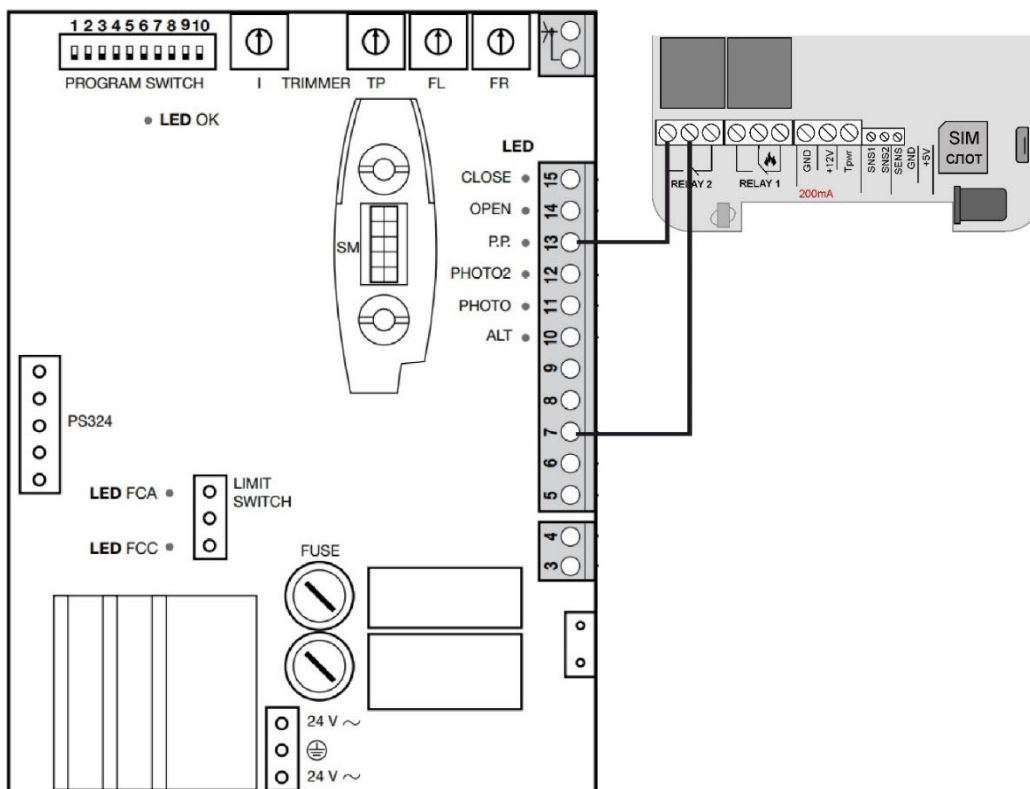 1 2 3 4 5 6 7 8 9 10
PROGRAM SWITCH
I TRIMMER TP FL FR
LED OK
LED
CLOSE 15
OPEN 14
P.P. 13
PHOTO2 12
PHOTO 11
ALT 10
9
8
7
6
5
4
3
SM
PS324
LED FCA
LIMIT
SWITCH
LED FCC
FUSE
24 V ~
24 V ~
RELAY 2
RELAY 1
GND
+12V
Tpwr
200mA
SNS1
SNS2
SENS
GND
+5V
SIM
слот